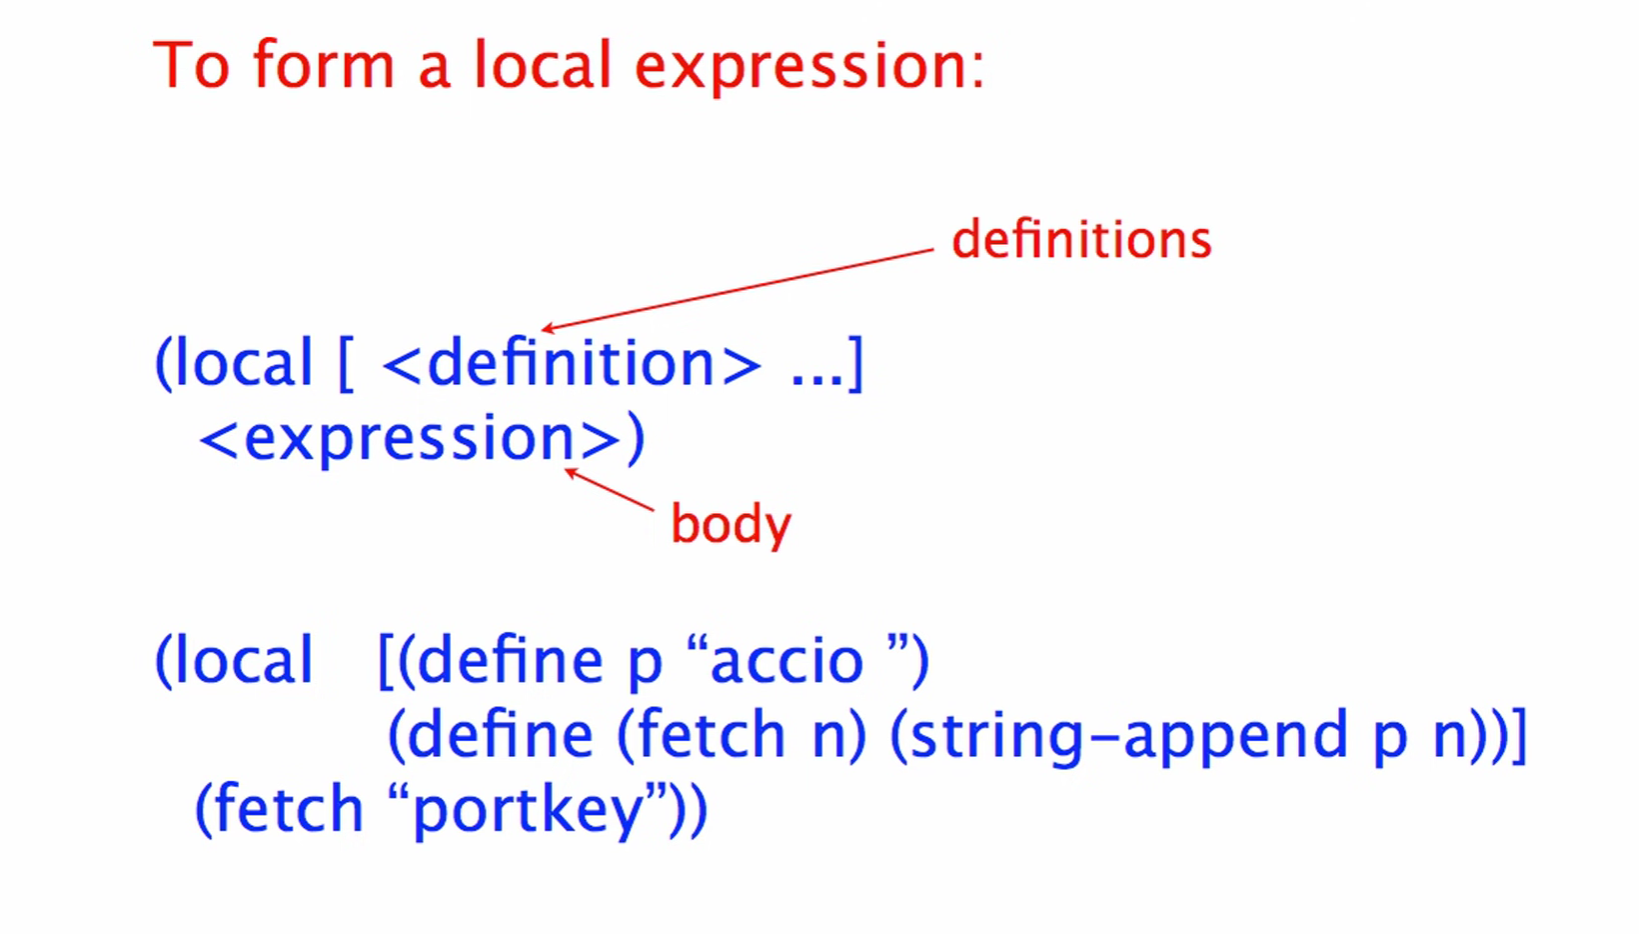 To form a local expression:
definitions
(local [ <definition> ...]
<expression>)
body
(local [(define p “accio ”)
(define (fetch n) (string-append p n))]
(fetch “portkey”))